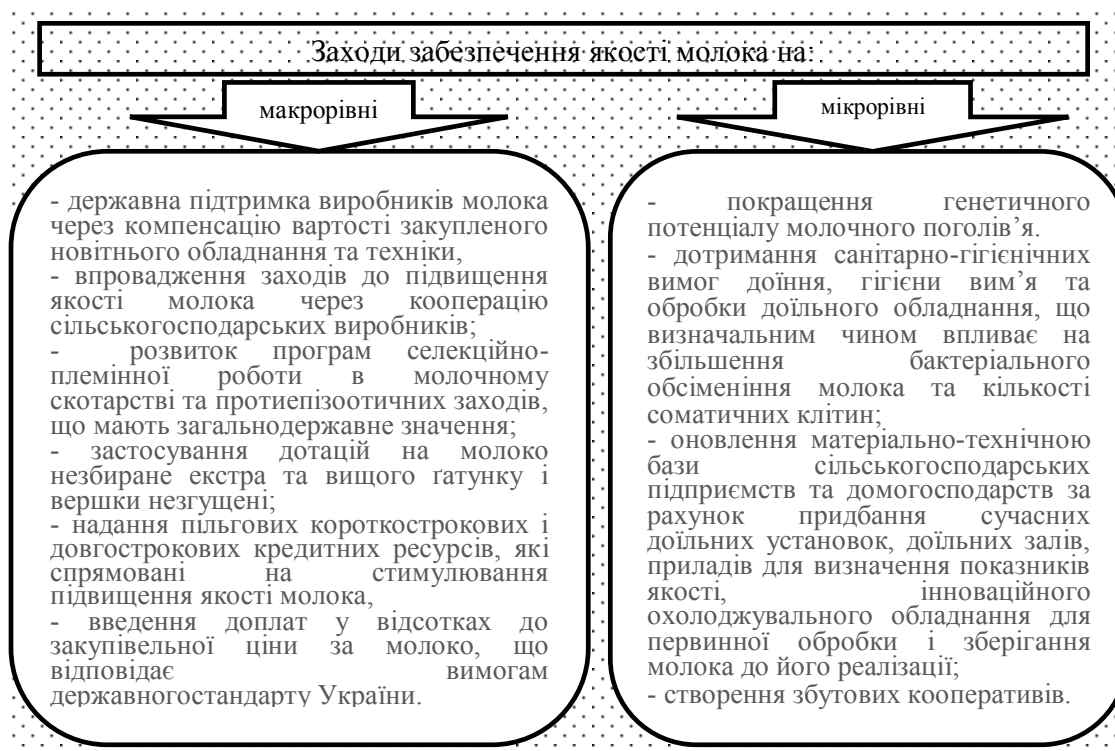 Заходи забезпечення якості молока на:
макрорівні
мікрорівні
- державна підтримка виробників молока
через компенсацію вартості закупленого
новітнього обладнання та техніки,
- впровадження заходів до підвищення
якості молока через кооперацію
сільськогосподарських виробників;
- розвиток програм селекційно-
племінної роботи в молочному
скотарстві та протиепізоотичних заходів,
що мають загальнодержавне значення;
- застосування дотацій на молоко
незбиране екстра та вищого ґатунку і
вершки незгущені;
- надання пільгових короткострокових і
довгострокових кредитних ресурсів, які
спрямовані на стимулювання
підвищення якості молока,
- введення доплат у відсотках до
закупівельної ціни за молоко, що
відповідає вимогам
державногостандарту України.
- покращення генетичного
потенціалу молочного поголів’я.
- дотримання санітарно-гігієнічних
вимог доїння, гігієни вим’я та
обробки доїльного обладнання, що
визначальним чином впливає на
збільшення бактеріального
обсіменіння молока та кількості
соматичних клітин;
- оновлення матеріально-технічною
бази сільськогосподарських
підприємств та домогосподарств за
рахунок придбання сучасних
доїльних установок, доїльних залів,
приладів для визначення показників
якості, інноваційного
охолоджувального обладнання для
первинної обробки і зберігання
молока до його реалізації;
- створення збутових кооперативів.